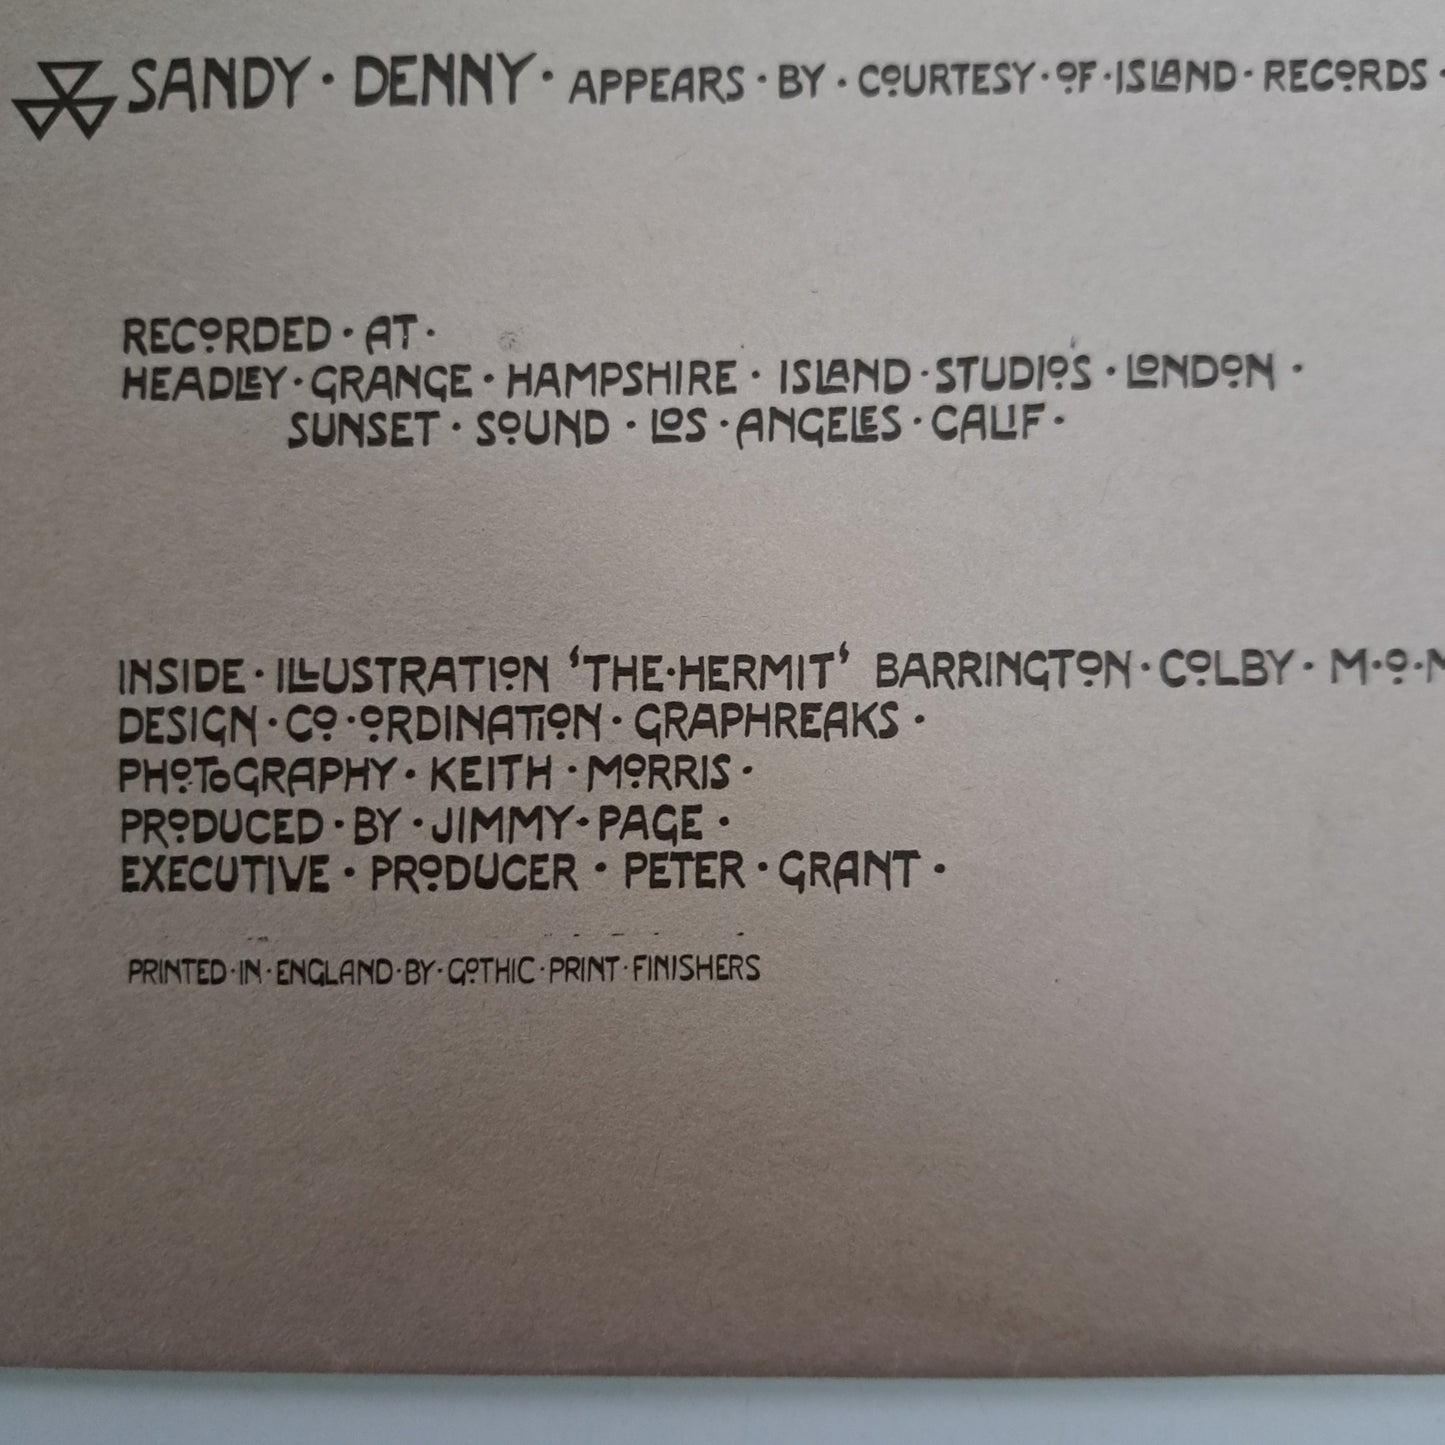 SANDY · DENNY · APPEARS · BY · COURTESY · OF · ISLAND · RECORDS ·
RECORDED · AT ·
HEADLEY · GRANGE · HAMPSHIRE · ISLAND · STUDIOS · LONDON ·
SUNSET · SOUND · LOS · ANGELES · CALIF ·
INSIDE · ILLUSTRATION 'THE·HERMIT' BARRINGTON · COLBY · M·O·
DESIGN · CO·ORDINATION · GRAPHREAKS ·
PHOTOGRAPHY · KEITH · MORRIS ·
PRODUCED · BY · JIMMY · PAGE ·
EXECUTIVE · PRODUCER · PETER · GRANT ·
PRINTED · IN · ENGLAND · BY · GOTHIC · PRINT · FINISHERS